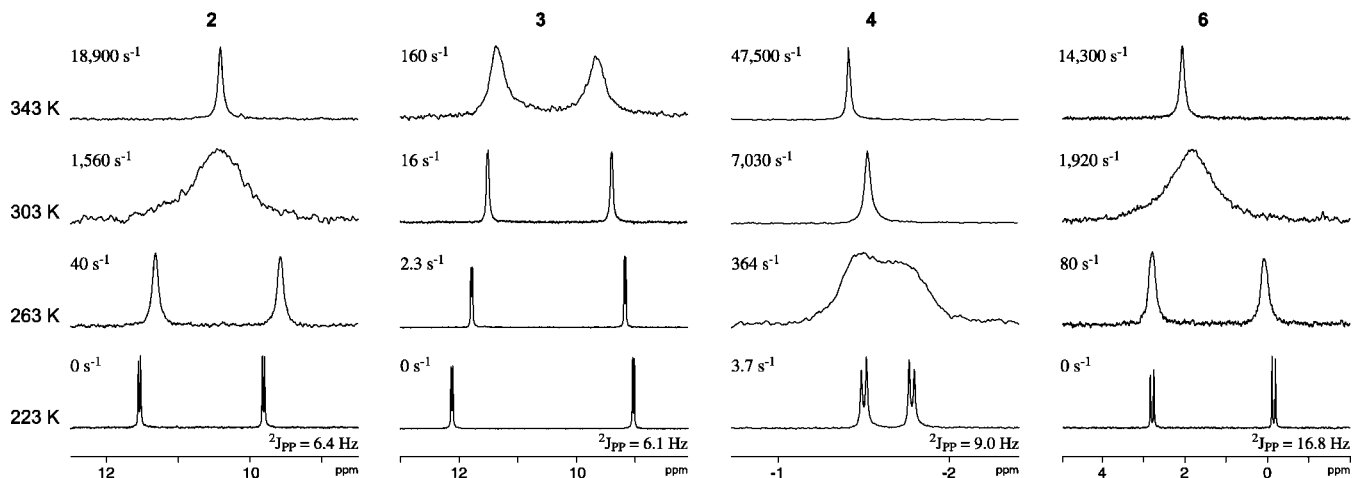 2 3 4 6
343 K 18,900 s-1 160 s-1 47,500 s-1 14,300 s-1
303 K 1,560 s-1 16 s-1 7,030 s-1 1,920 s-1
263 K 40 s-1 2.3 s-1 364 s-1 80 s-1
223 K 0 s-1 0 s-1 3.7 s-1 0 s-1
2JPP = 6.4 Hz 2JPP = 6.1 Hz 2JPP = 9.0 Hz 2JPP = 16.8 Hz
12 10 ppm 12 10 ppm -1 -2 ppm 4 2 0 ppm